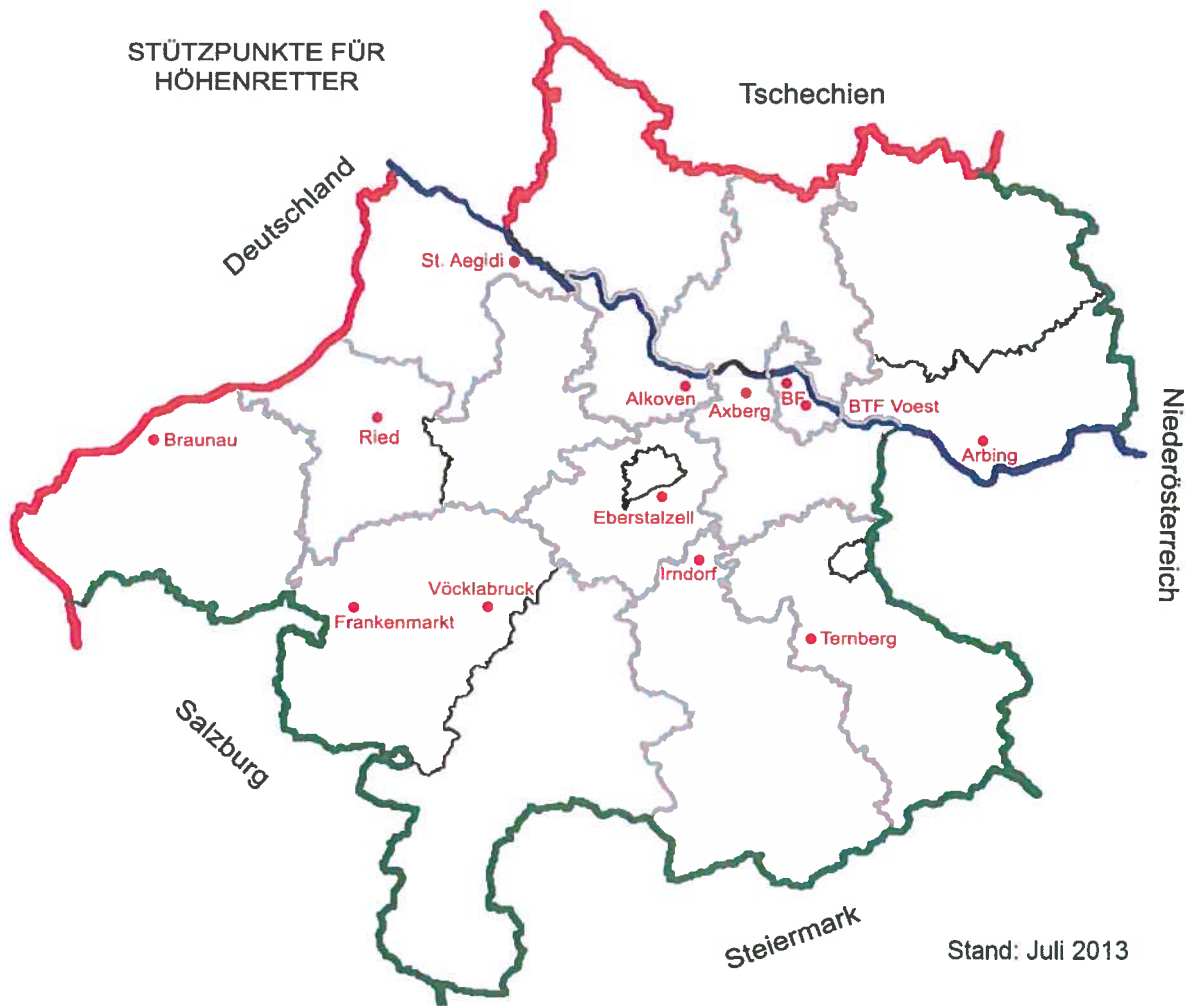 STÜTZPUNKTE FÜR
HÖHENRETTER
Tschechien
Deutschland
St. Aegidi
Alkoven
Axberg
BF
BTF Voest
Niederösterreich
Braunau
Ried
Arbing
Eberstalzell
Irndorf
Vöcklabruck
Frankenmarkt
Ternberg
Salzburg
Steiermark
Stand: Juli 2013